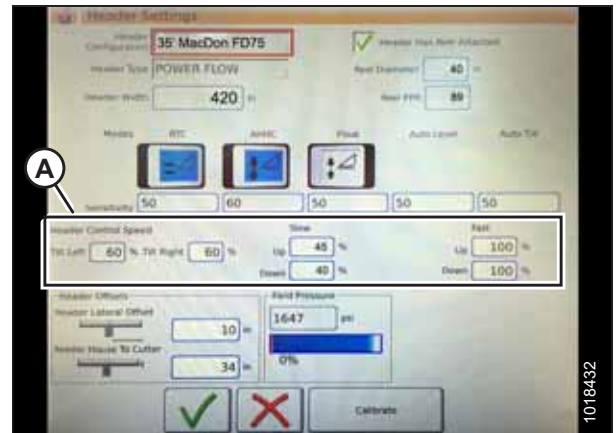 Header Settings
Header Configuration 35' MacDon FD75 Header Has Reel Attached
Header Type POWER FLOW Reel Diameter 40 in
Header Width 420 in Reel PPR 89
Modes RTC AHHC Float Auto Level Auto Tilt
A
Sensitivity 50 60 50 50 50
Header Control Speed Slow Fast
Tilt Left 60 % Tilt Right 60 % Up % Up 100 %
Down 40 % Down 100 %
Header Offsets Field Pressure
Header Lateral Offset 1647 psi
10 in
Feeder House To Cutter 0%
34 in
Calibrate
1018432